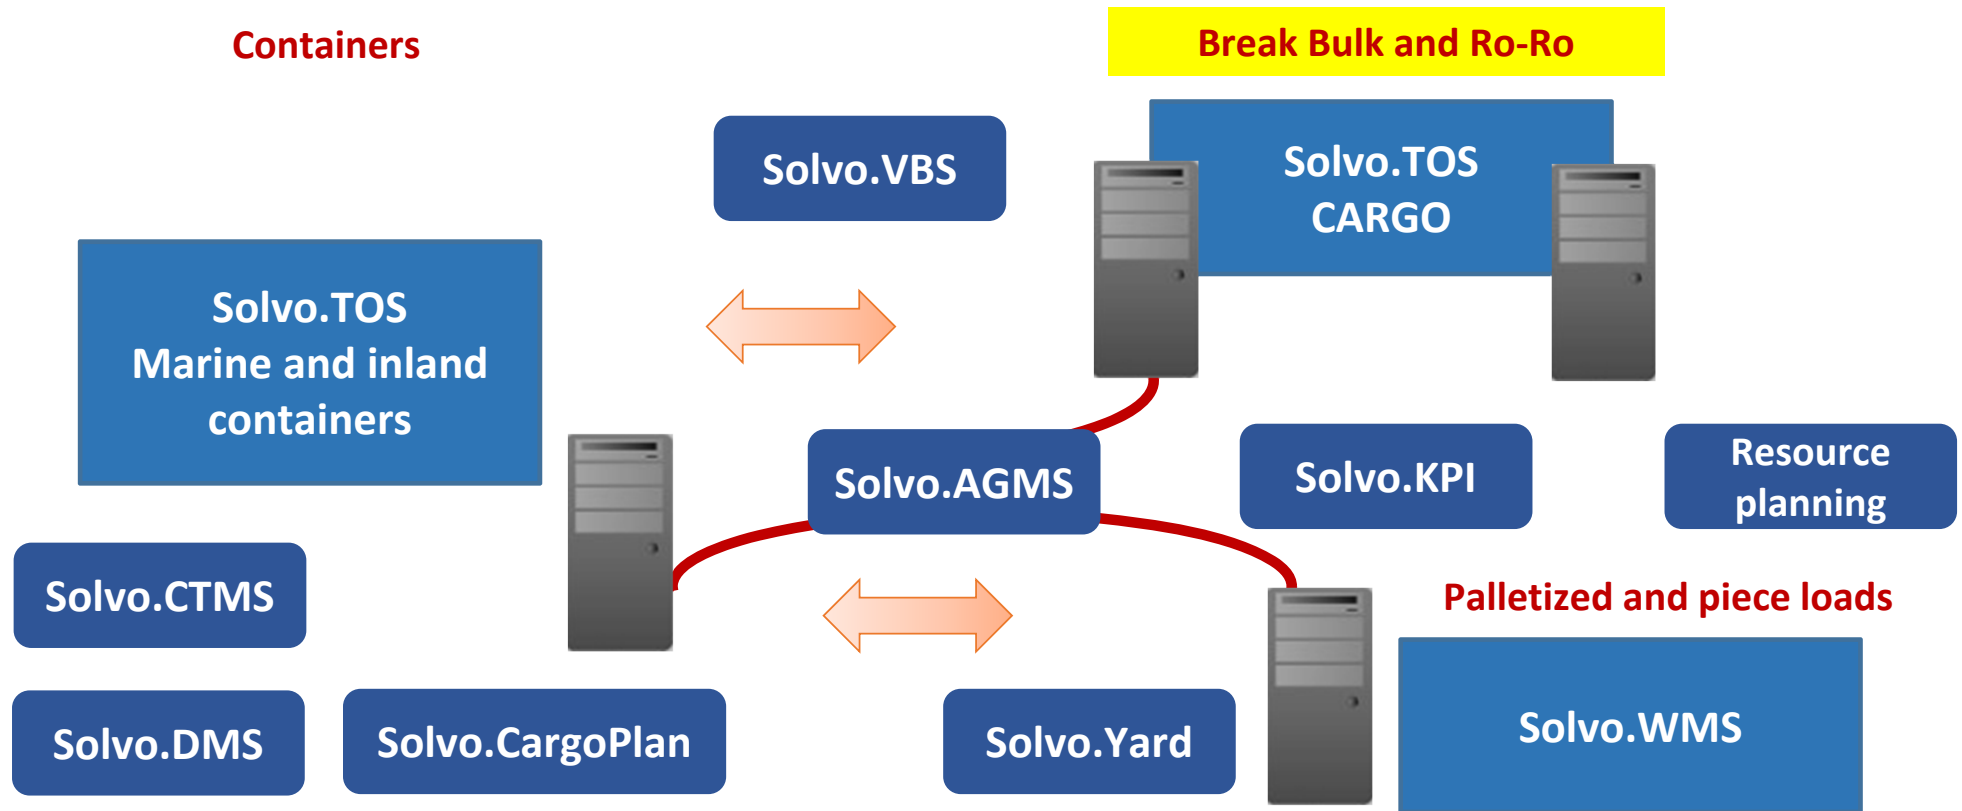 Containers
Break Bulk and Ro-Ro
Solvo.VBS
Solvo.TOS
CARGO
Solvo.TOS
Marine and inland
containers
Solvo.AGMS
Solvo.KPI
Resource
planning
Solvo.CTMS
Palletized and piece loads
Solvo.DMS
Solvo.CargoPlan
Solvo.Yard
Solvo.WMS